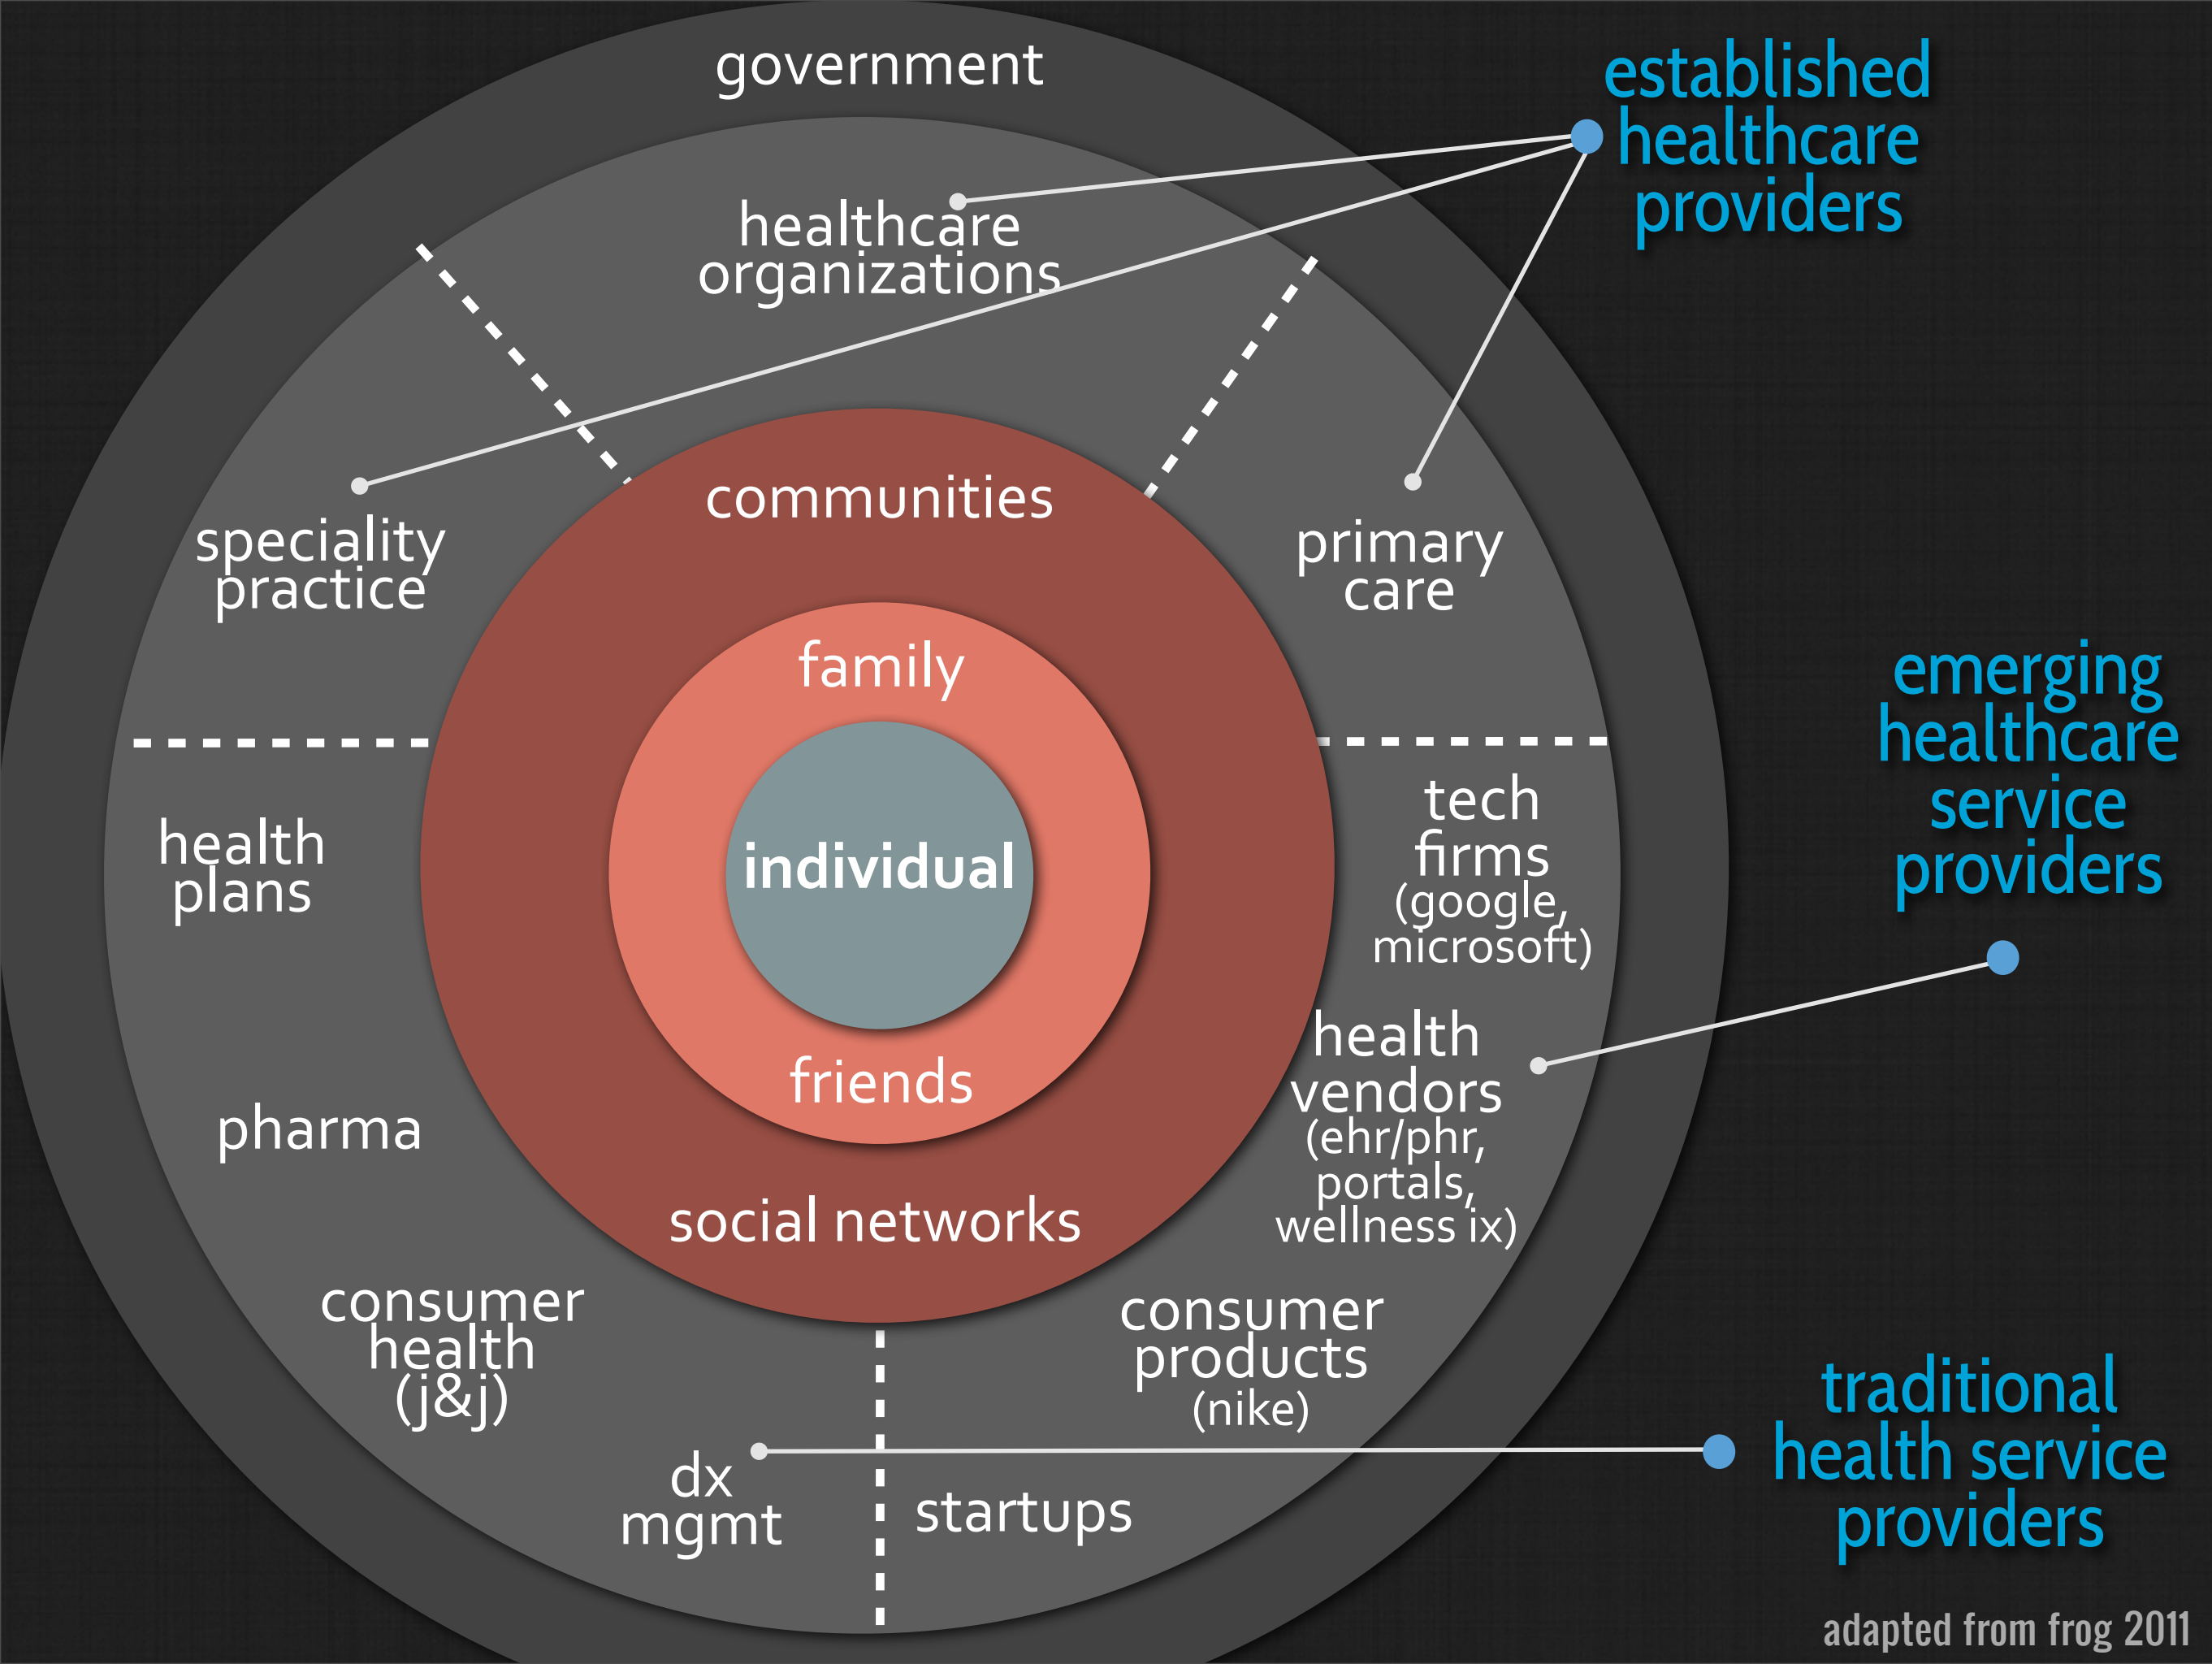 government
established
healthcare
providers
healthcare
organizations
communities
speciality
practice
primary
care
family
emerging
healthcare
service
providers
tech
firms
(google,
microsoft)
health
plans
individual
health
vendors
(ehr/phr,
portals,
wellness ix)
friends
pharma
social networks
consumer
health
(j&j)
consumer
products
(nike)
traditional
health service
providers
dx
mgmt
startups
adapted from frog 2011